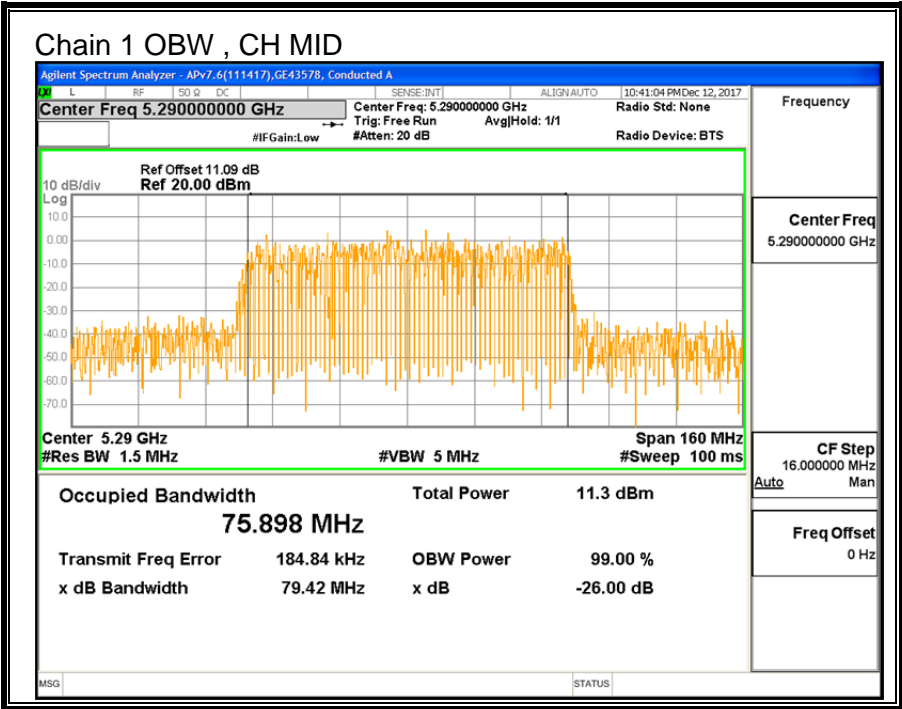 Chain 1 OBW , CH MID
Agilent Spectrum Analyzer - APv7.6(111417),GE43578, Conducted A
LXI L RF 50 Ω DC SENSE:INT ALIGN AUTO 10:41:04 PM Dec 12, 2017
Center Freq 5.290000000 GHz
Center Freq: 5.290000000 GHz Radio Std: None
Trig: Free Run Avg|Hold: 1/1
#IFGain:Low #Atten: 20 dB Radio Device: BTS
Ref Offset 11.09 dB
10 dB/div Ref 20.00 dBm
Log
10.0
0.00
-10.0
-20.0
-30.0
-40.0
-50.0
-60.0
-70.0
Center 5.29 GHz Span 160 MHz
#Res BW 1.5 MHz #VBW 5 MHz #Sweep 100 ms
Occupied Bandwidth Total Power 11.3 dBm
75.898 MHz
Transmit Freq Error 184.84 kHz OBW Power 99.00 %
x dB Bandwidth 79.42 MHz x dB -26.00 dB
MSG STATUS
Frequency
Center Freq
5.290000000 GHz
CF Step
16.000000 MHz
Auto Man
Freq Offset
0 Hz